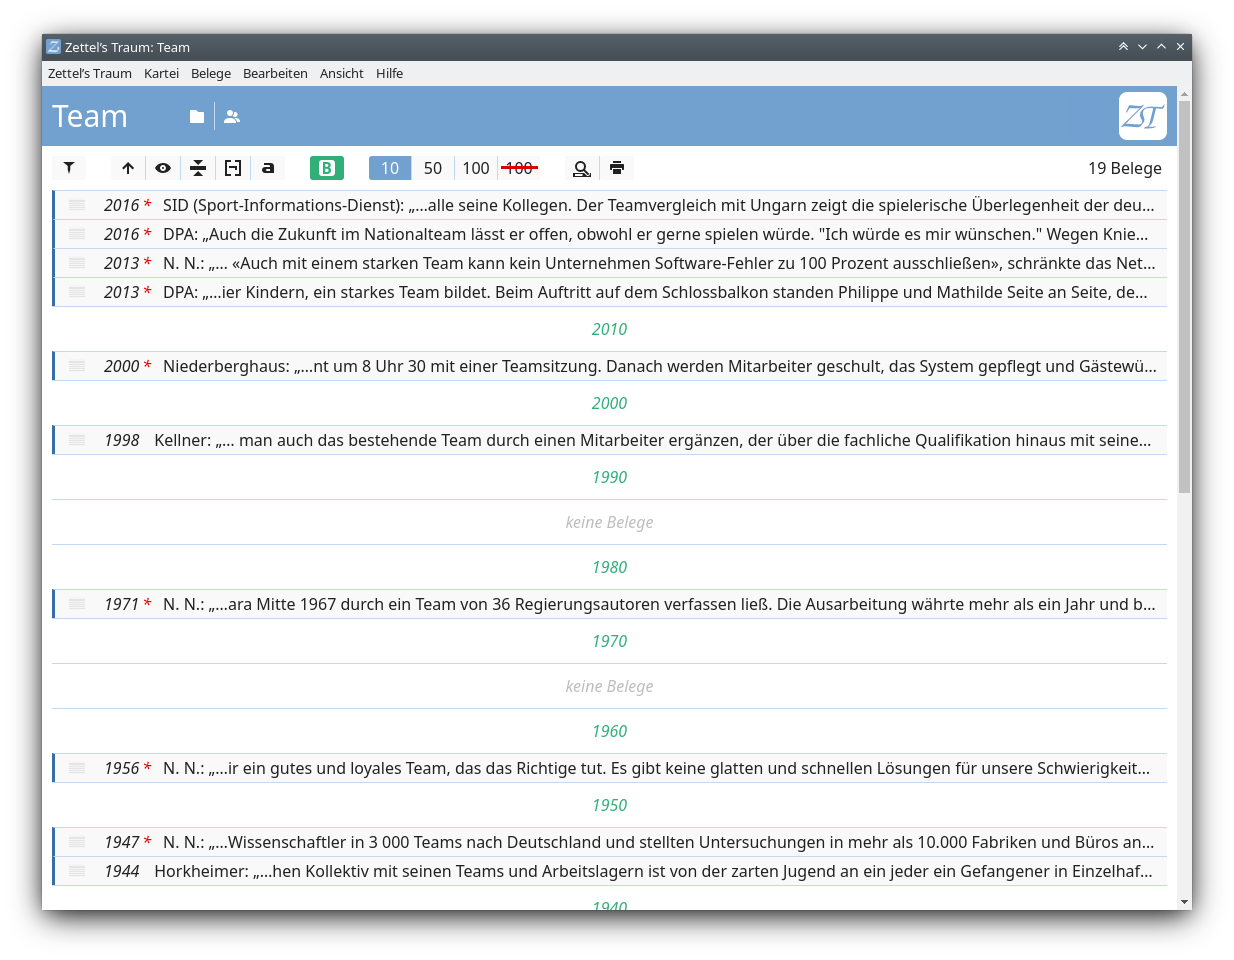 Zettel’s Traum: Team
Zettel’s Traum Kartei Belege Bearbeiten Ansicht Hilfe
Team
ZT
a B 10 50 100 100 19 Belege
2016 * SID (Sport-Informations-Dienst): „…alle seine Kollegen. Der Teamvergleich mit Ungarn zeigt die spielerische Überlegenheit der deu…
2016 * DPA: „Auch die Zukunft im Nationalteam lässt er offen, obwohl er gerne spielen würde. "Ich würde es mir wünschen." Wegen Knie…
2013 * N. N.: „… «Auch mit einem starken Team kann kein Unternehmen Software-Fehler zu 100 Prozent ausschließen», schränkte das Net…
2013 * DPA: „…ier Kindern, ein starkes Team bildet. Beim Auftritt auf dem Schlossbalkon standen Philippe und Mathilde Seite an Seite, de…
2010
2000 * Niederberghaus: „…nt um 8 Uhr 30 mit einer Teamsitzung. Danach werden Mitarbeiter geschult, das System gepflegt und Gästewü…
2000
1998 Kellner: „… man auch das bestehende Team durch einen Mitarbeiter ergänzen, der über die fachliche Qualifikation hinaus mit seine…
1990
keine Belege
1980
1971 * N. N.: „…ara Mitte 1967 durch ein Team von 36 Regierungsautoren verfassen ließ. Die Ausarbeitung währte mehr als ein Jahr und b…
1970
keine Belege
1960
1956 * N. N.: „…ir ein gutes und loyales Team, das das Richtige tut. Es gibt keine glatten und schnellen Lösungen für unsere Schwierigkeit…
1950
1947 * N. N.: „…Wissenschaftler in 3 000 Teams nach Deutschland und stellten Untersuchungen in mehr als 10.000 Fabriken und Büros an…
1944 Horkheimer: „…hen Kollektiv mit seinen Teams und Arbeitslagern ist von der zarten Jugend an ein jeder ein Gefangener in Einzelhaf…
1940